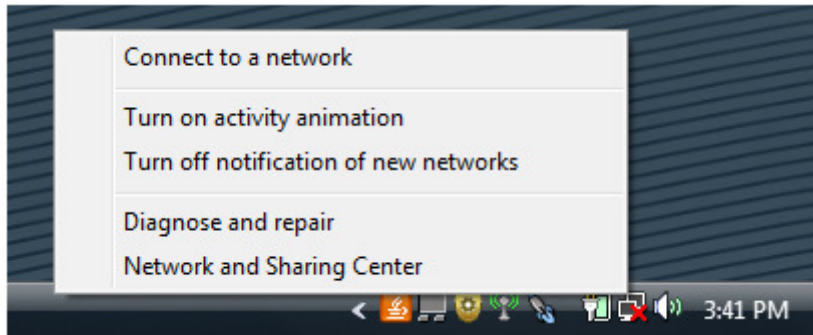 Connect to a network
Turn on activity animation
Turn off notification of new networks
Diagnose and repair
Network and Sharing Center
3:41 PM